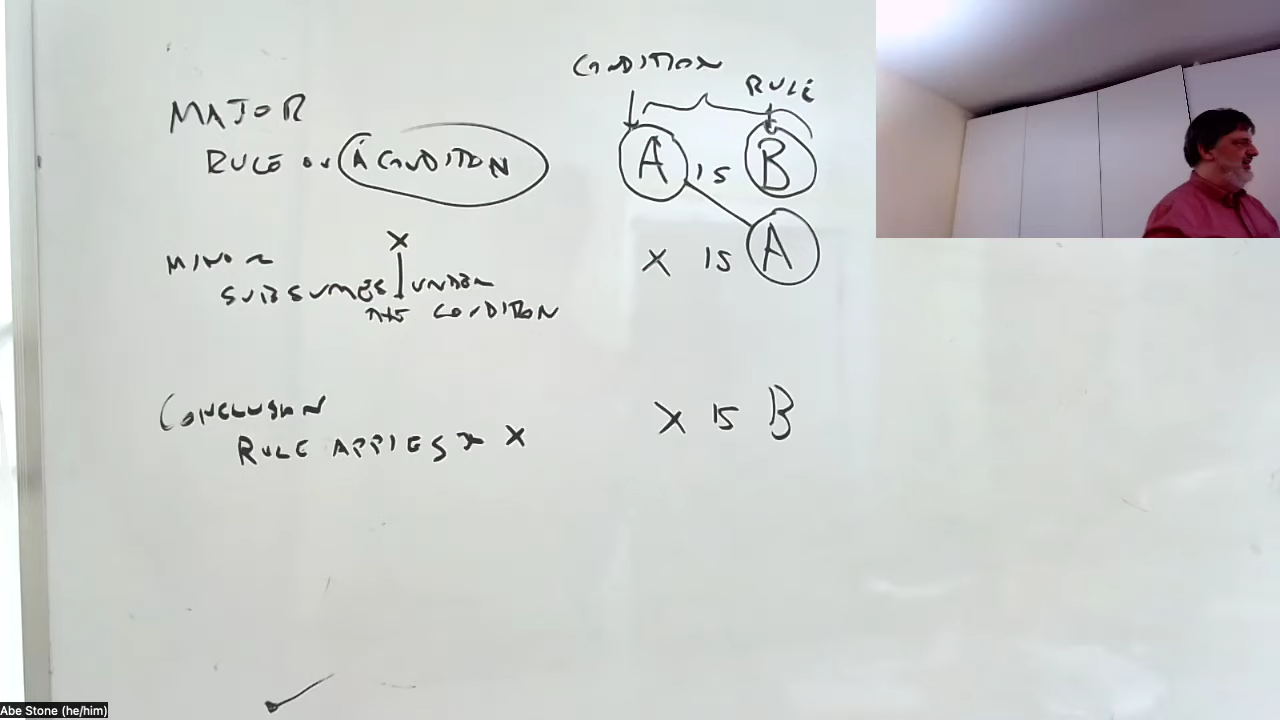 CONDITION
RULE
MAJOR
RULE ON A CONDITION
A IS B
X
MINOR
SUBSUMES UNDER
THE CONDITION
X IS A
CONCLUSION
RULE APPIES TO X
X IS B
Abe Stone (he/him)